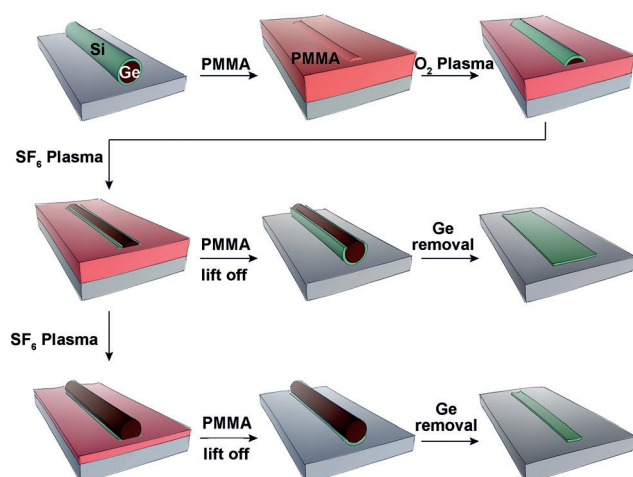 Si
Ge
PMMA
PMMA
O₂ Plasma
SF₆ Plasma
PMMA
lift off
Ge
removal
SF₆ Plasma
PMMA
lift off
Ge
removal